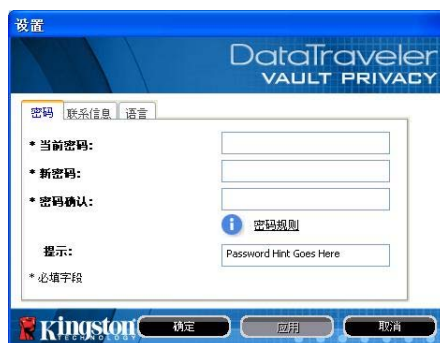 设置
DataTraveler
VAULT PRIVACY
密码 联系信息 语言
* 当前密码:
* 新密码:
* 密码确认:
密码规则
提示: Password Hint Goes Here
* 必填字段
Kingston 确定 应用 取消
TECHNOLOGY